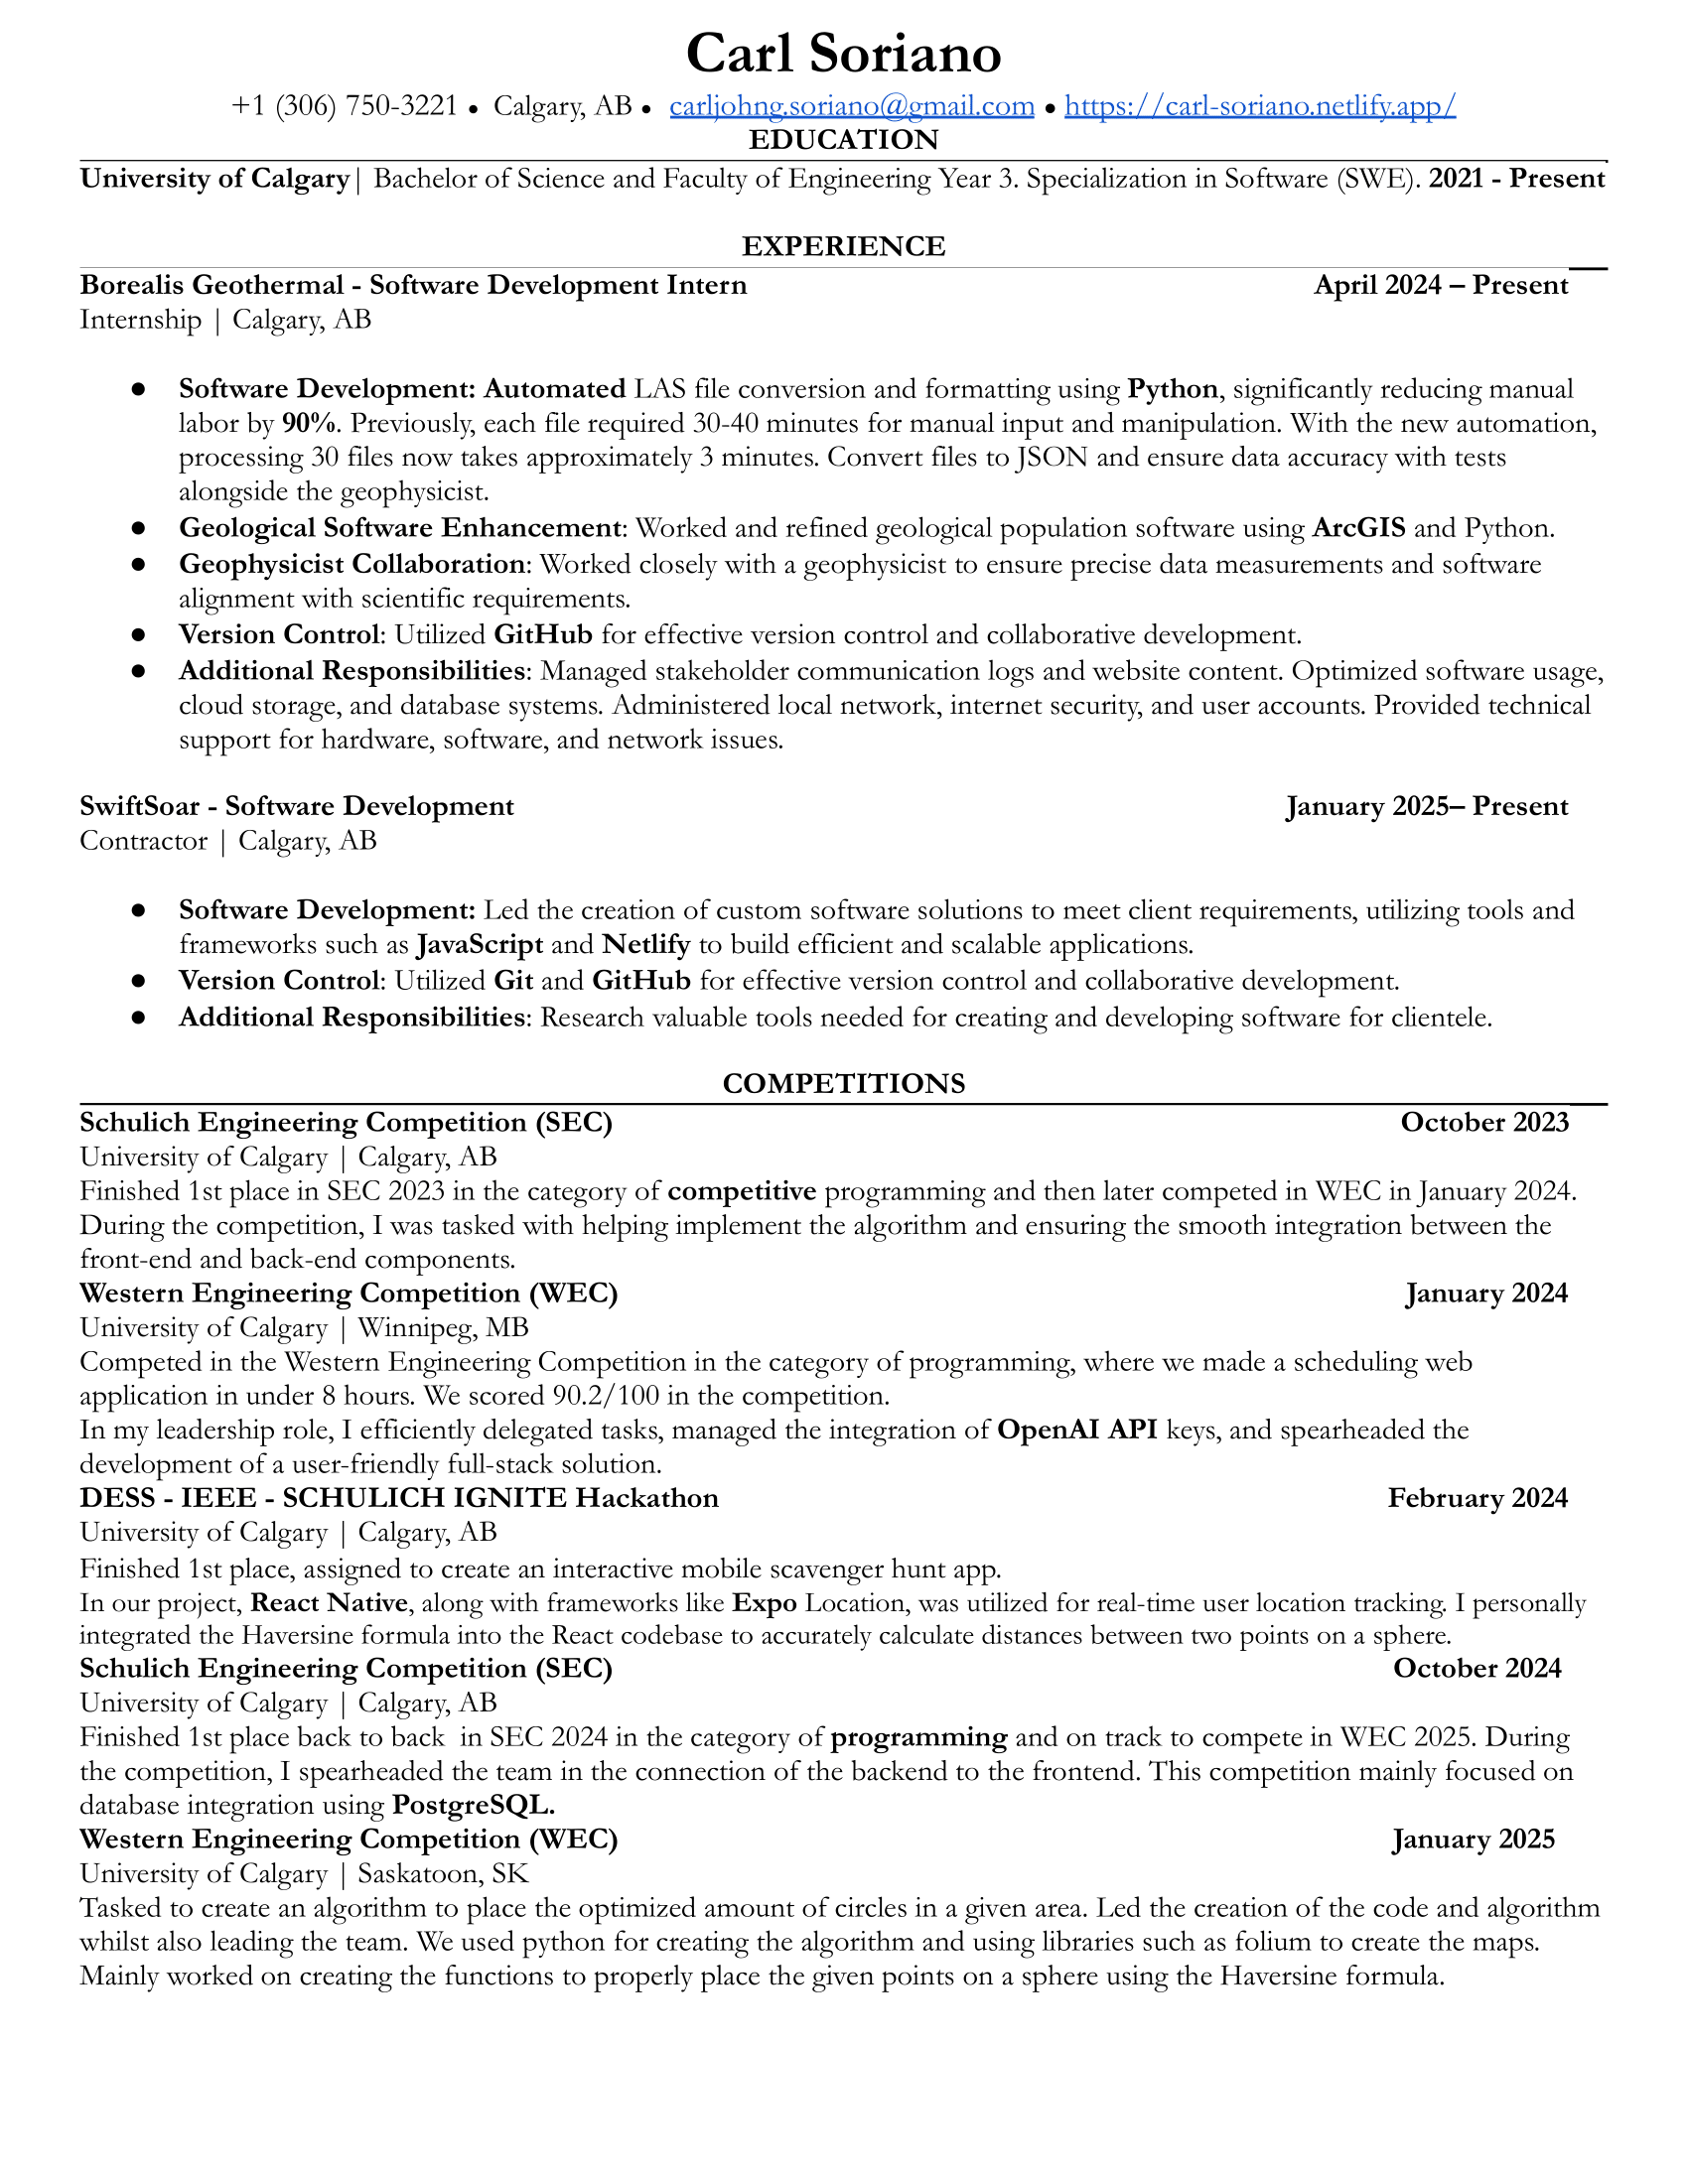 Carl Soriano
+1 (306) 750-3221 ● Calgary, AB ● carljohng.soriano@gmail.com ● https://carl-soriano.netlify.app/
EDUCATION
University of Calgary| Bachelor of Science and Faculty of Engineering Year 3. Specialization in Software (SWE). 2021 - Present
EXPERIENCE
Borealis Geothermal - Software Development Intern April 2024 – Present
Internship | Calgary, AB
● Software Development: Automated LAS file conversion and formatting using Python, significantly reducing manual
labor by 90%. Previously, each file required 30-40 minutes for manual input and manipulation. With the new automation,
processing 30 files now takes approximately 3 minutes. Convert files to JSON and ensure data accuracy with tests
alongside the geophysicist.
● Geological Software Enhancement: Worked and refined geological population software using ArcGIS and Python.
● Geophysicist Collaboration: Worked closely with a geophysicist to ensure precise data measurements and software
alignment with scientific requirements.
● Version Control: Utilized GitHub for effective version control and collaborative development.
● Additional Responsibilities: Managed stakeholder communication logs and website content. Optimized software usage,
cloud storage, and database systems. Administered local network, internet security, and user accounts. Provided technical
support for hardware, software, and network issues.
SwiftSoar - Software Development January 2025– Present
Contractor | Calgary, AB
● Software Development: Led the creation of custom software solutions to meet client requirements, utilizing tools and
frameworks such as JavaScript and Netlify to build efficient and scalable applications.
● Version Control: Utilized Git and GitHub for effective version control and collaborative development.
● Additional Responsibilities: Research valuable tools needed for creating and developing software for clientele.
COMPETITIONS
Schulich Engineering Competition (SEC) October 2023
University of Calgary | Calgary, AB
Finished 1st place in SEC 2023 in the category of competitive programming and then later competed in WEC in January 2024.
During the competition, I was tasked with helping implement the algorithm and ensuring the smooth integration between the
front-end and back-end components.
Western Engineering Competition (WEC) January 2024
University of Calgary | Winnipeg, MB
Competed in the Western Engineering Competition in the category of programming, where we made a scheduling web
application in under 8 hours. We scored 90.2/100 in the competition.
In my leadership role, I efficiently delegated tasks, managed the integration of OpenAI API keys, and spearheaded the
development of a user-friendly full-stack solution.
DESS - IEEE - SCHULICH IGNITE Hackathon February 2024
University of Calgary | Calgary, AB
Finished 1st place, assigned to create an interactive mobile scavenger hunt app.
In our project, React Native, along with frameworks like Expo Location, was utilized for real-time user location tracking. I personally
integrated the Haversine formula into the React codebase to accurately calculate distances between two points on a sphere.
Schulich Engineering Competition (SEC) October 2024
University of Calgary | Calgary, AB
Finished 1st place back to back in SEC 2024 in the category of programming and on track to compete in WEC 2025. During
the competition, I spearheaded the team in the connection of the backend to the frontend. This competition mainly focused on
database integration using PostgreSQL.
Western Engineering Competition (WEC) January 2025
University of Calgary | Saskatoon, SK
Tasked to create an algorithm to place the optimized amount of circles in a given area. Led the creation of the code and algorithm
whilst also leading the team. We used python for creating the algorithm and using libraries such as folium to create the maps.
Mainly worked on creating the functions to properly place the given points on a sphere using the Haversine formula.